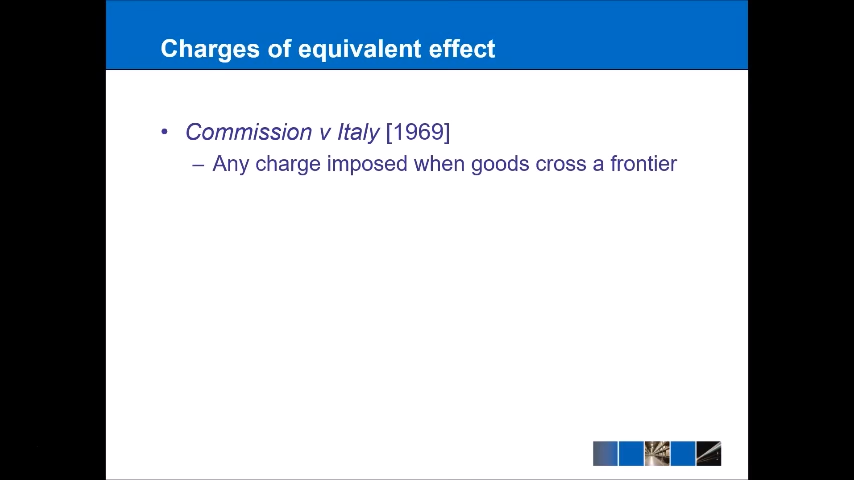 Charges of equivalent effect
• Commission v Italy [1969]
– Any charge imposed when goods cross a frontier